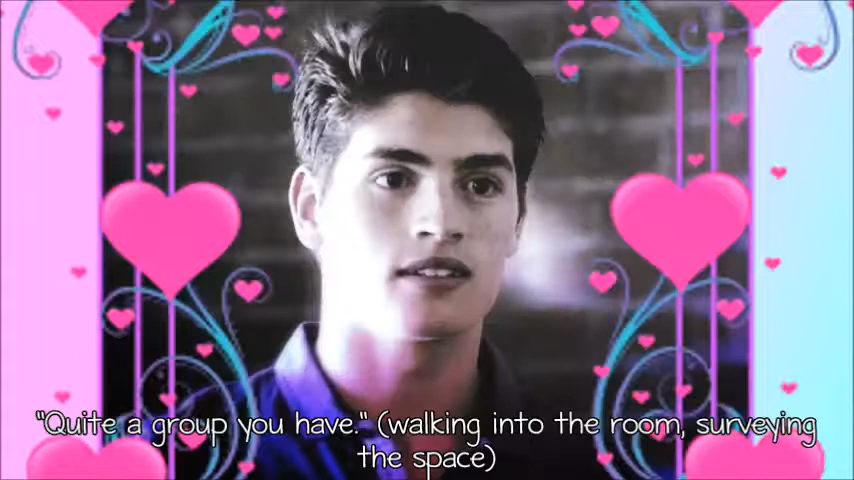 "Quite a group you have." (walking into the room, surveying
the space)